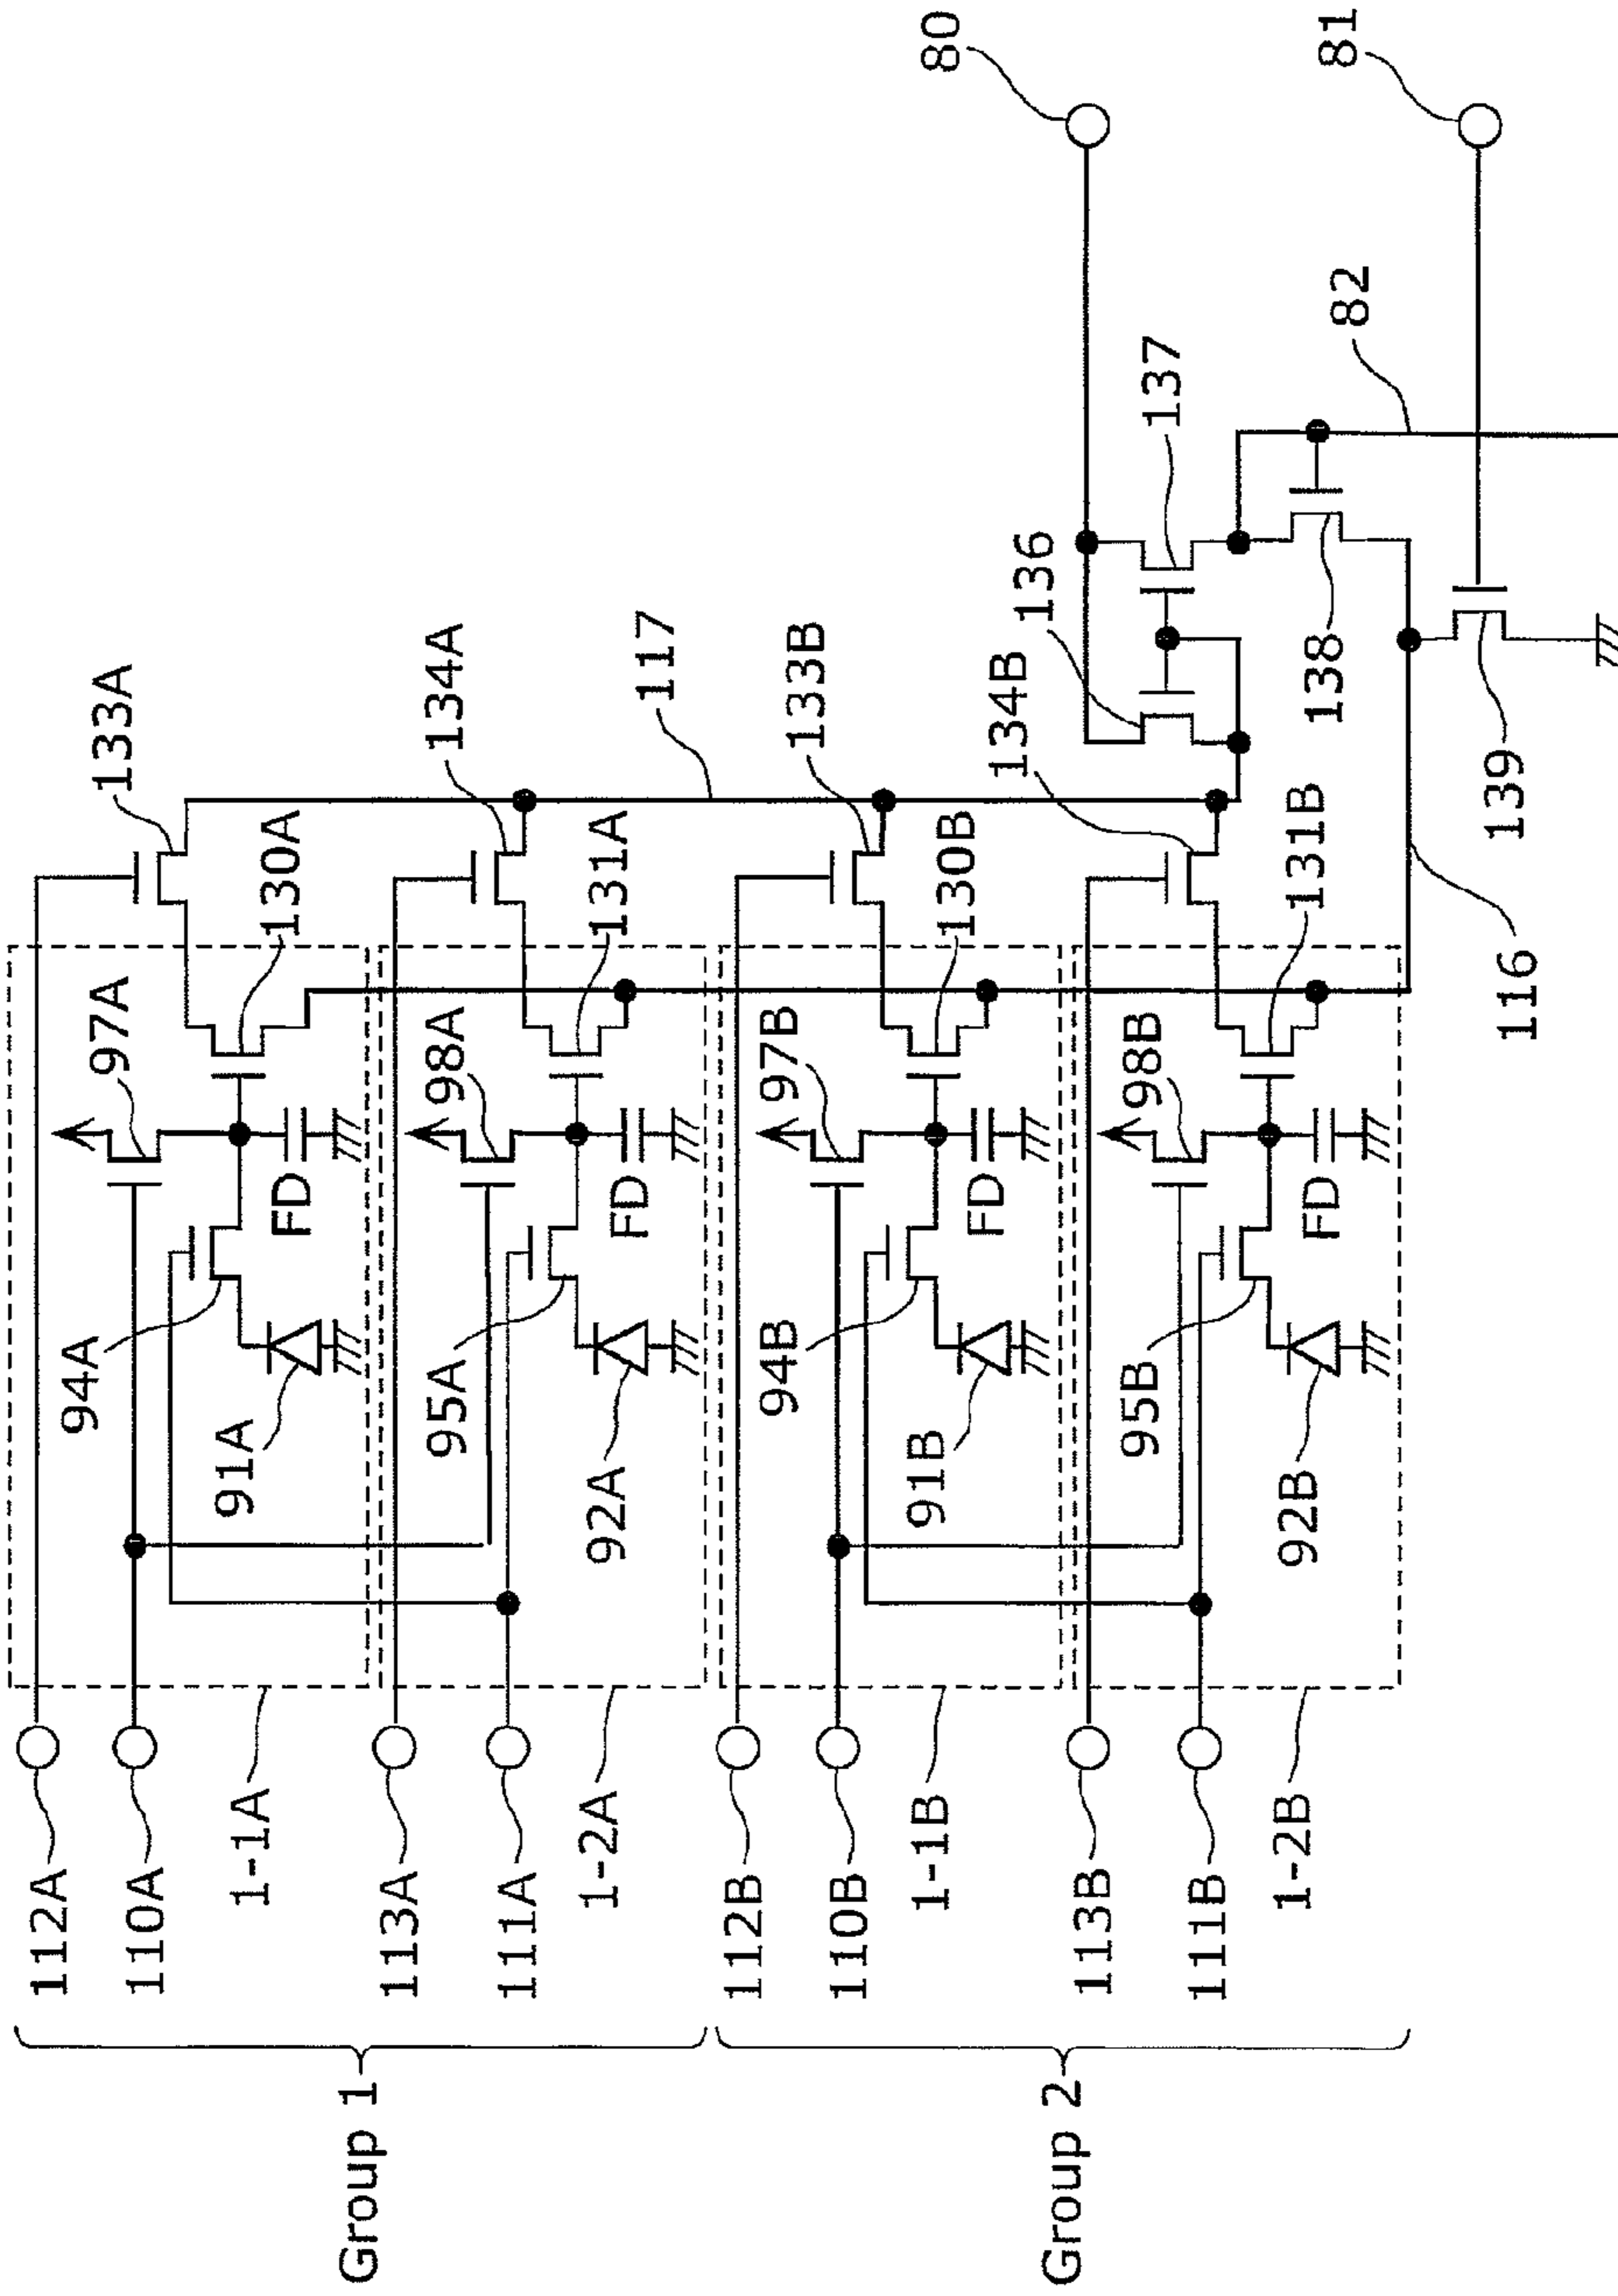 Group 1
Group 2
112A
110A
1-1A
113A
111A
1-2A
112B
110B
1-1B
113B
111B
1-2B
94A
91A
97A
FD
130A
133A
95A
92A
98A
FD
131A
134A
117
94B
91B
97B
FD
130B
133B
95B
92B
98B
FD
131B
134B
136
137
138
139
116
80
81
82